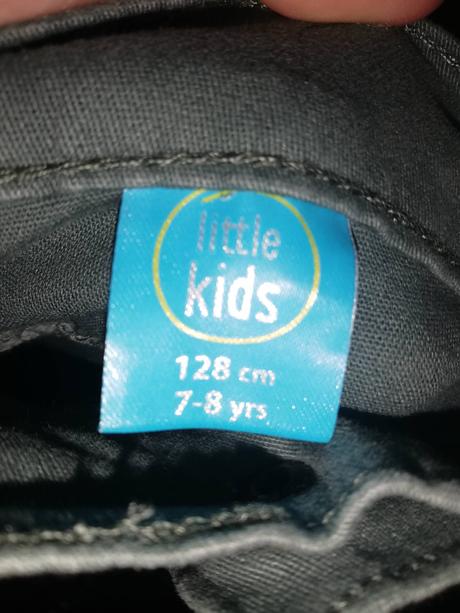 little
kids
128 cm
7-8 yrs